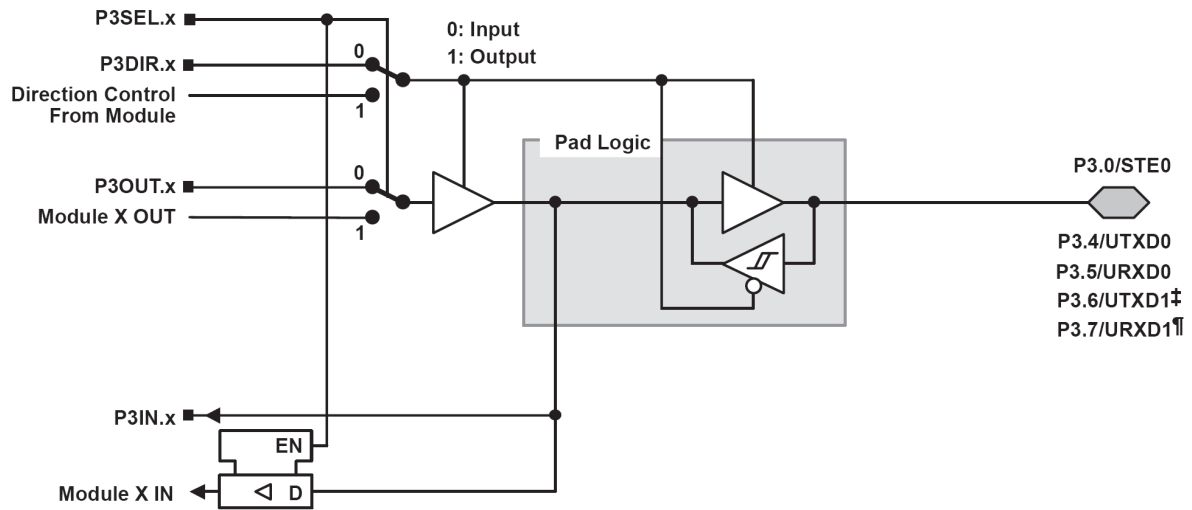 P3SEL.x
0: Input
1: Output
P3DIR.x
0
Direction Control
From Module
1
Pad Logic
P3.0/STE0
P3OUT.x
0
Module X OUT
1
P3.4/UTXD0
P3.5/URXD0
P3.6/UTXD1‡
P3.7/URXD1¶
P3IN.x
EN
Module X IN
D